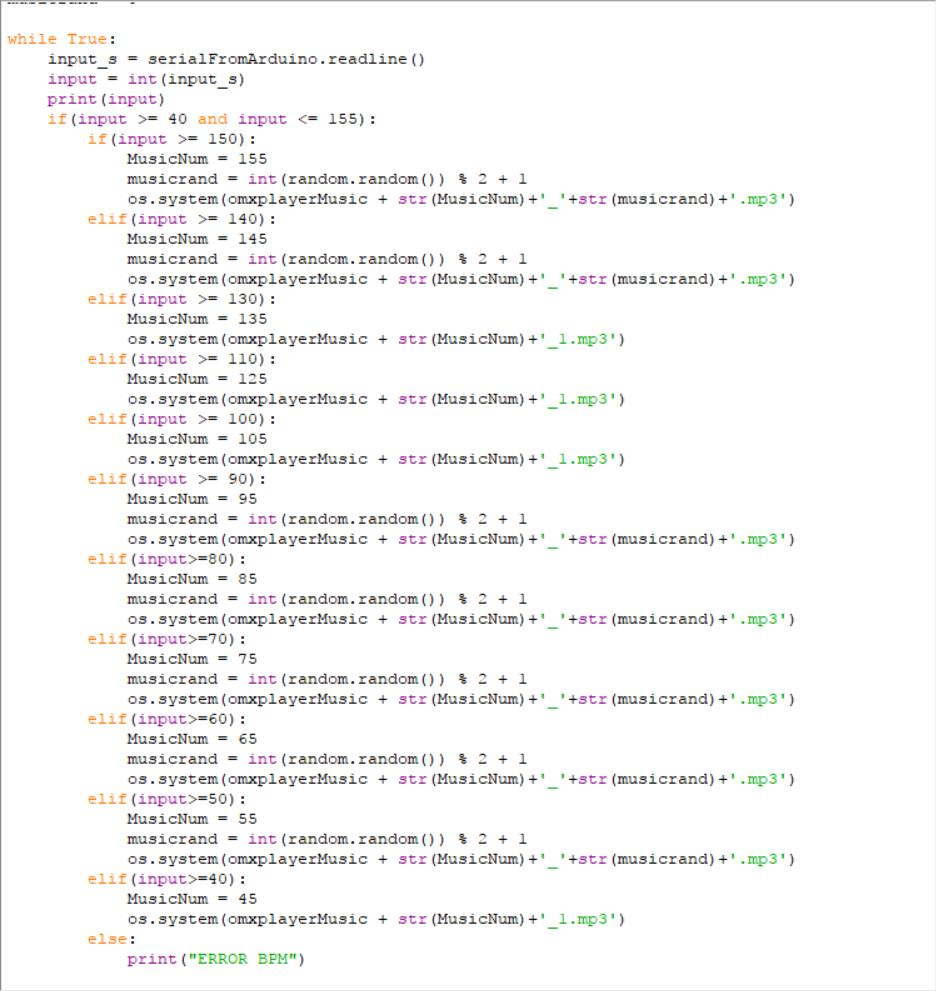 while True:
    input_s = serialFromArduino.readline()
    input = int(input_s)
    print(input)
    if(input >= 40 and input <= 155):
        if(input >= 150):
            MusicNum = 155
            musicrand = int(random.random()) % 2 + 1
            os.system(omxplayerMusic + str(MusicNum)+'_'+str(musicrand)+'.mp3')
        elif(input >= 140):
            MusicNum = 145
            musicrand = int(random.random()) % 2 + 1
            os.system(omxplayerMusic + str(MusicNum)+'_'+str(musicrand)+'.mp3')
        elif(input >= 130):
            MusicNum = 135
            os.system(omxplayerMusic + str(MusicNum)+'_1.mp3')
        elif(input >= 110):
            MusicNum = 125
            os.system(omxplayerMusic + str(MusicNum)+'_1.mp3')
        elif(input >= 100):
            MusicNum = 105
            os.system(omxplayerMusic + str(MusicNum)+'_1.mp3')
        elif(input >= 90):
            MusicNum = 95
            musicrand = int(random.random()) % 2 + 1
            os.system(omxplayerMusic + str(MusicNum)+'_'+str(musicrand)+'.mp3')
        elif(input>=80):
            MusicNum = 85
            musicrand = int(random.random()) % 2 + 1
            os.system(omxplayerMusic + str(MusicNum)+'_'+str(musicrand)+'.mp3')
        elif(input>=70):
            MusicNum = 75
            musicrand = int(random.random()) % 2 + 1
            os.system(omxplayerMusic + str(MusicNum)+'_'+str(musicrand)+'.mp3')
        elif(input>=60):
            MusicNum = 65
            musicrand = int(random.random()) % 2 + 1
            os.system(omxplayerMusic + str(MusicNum)+'_'+str(musicrand)+'.mp3')
        elif(input>=50):
            MusicNum = 55
            musicrand = int(random.random()) % 2 + 1
            os.system(omxplayerMusic + str(MusicNum)+'_'+str(musicrand)+'.mp3')
        elif(input>=40):
            MusicNum = 45
            os.system(omxplayerMusic + str(MusicNum)+'_1.mp3')
        else:
            print("ERROR BPM")